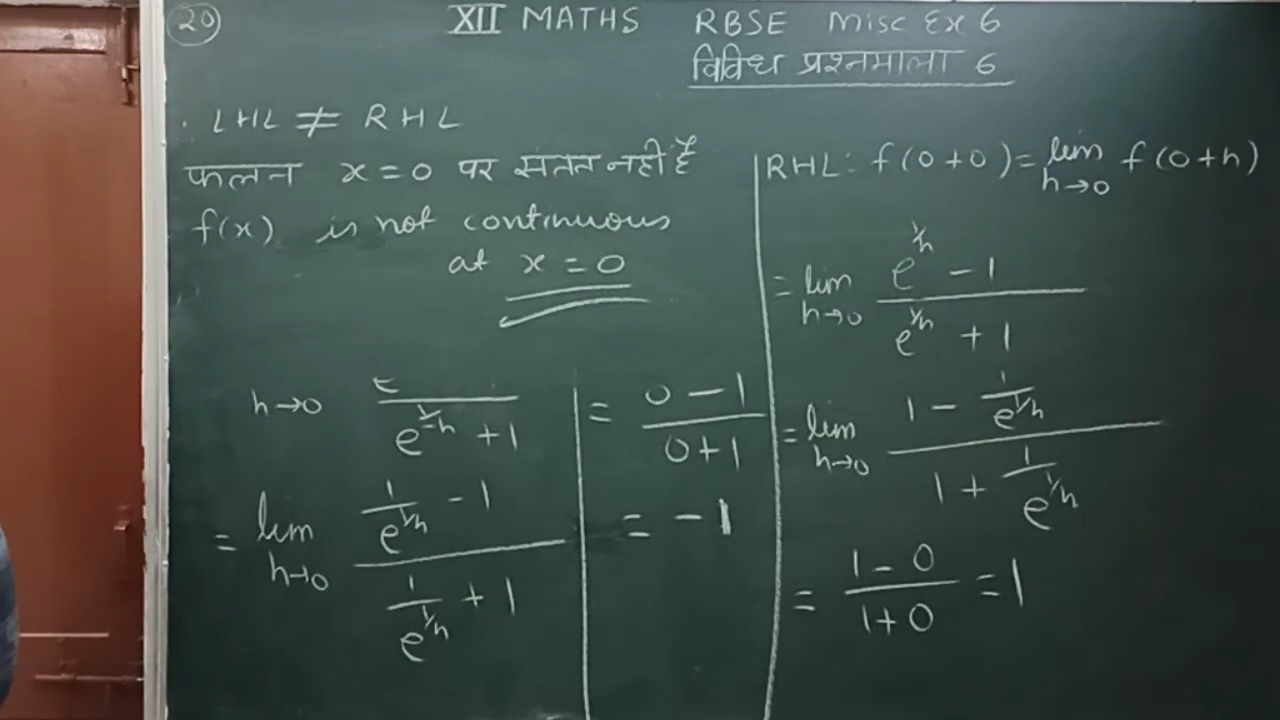 20
XII MATHS RBSE Misc Ex 6
विविध प्रश्नमाला 6
. LHL ≠ RHL
फलन x=0 पर संतत नहीं है
f(x) is not continuous
at x = 0
h→0 e^{1/-h} + 1
= lim h→0 (1/e^{1/h} - 1) / (1/e^{1/h} + 1)
= (0 - 1) / (0 + 1)
= -1
RHL: f(0+0) = lim h→0 f(0+h)
= lim h→0 (e^{1/h} - 1) / (e^{1/h} + 1)
= lim h→0 (1 - 1/e^{1/h}) / (1 + 1/e^{1/h})
= (1 - 0) / (1 + 0) = 1